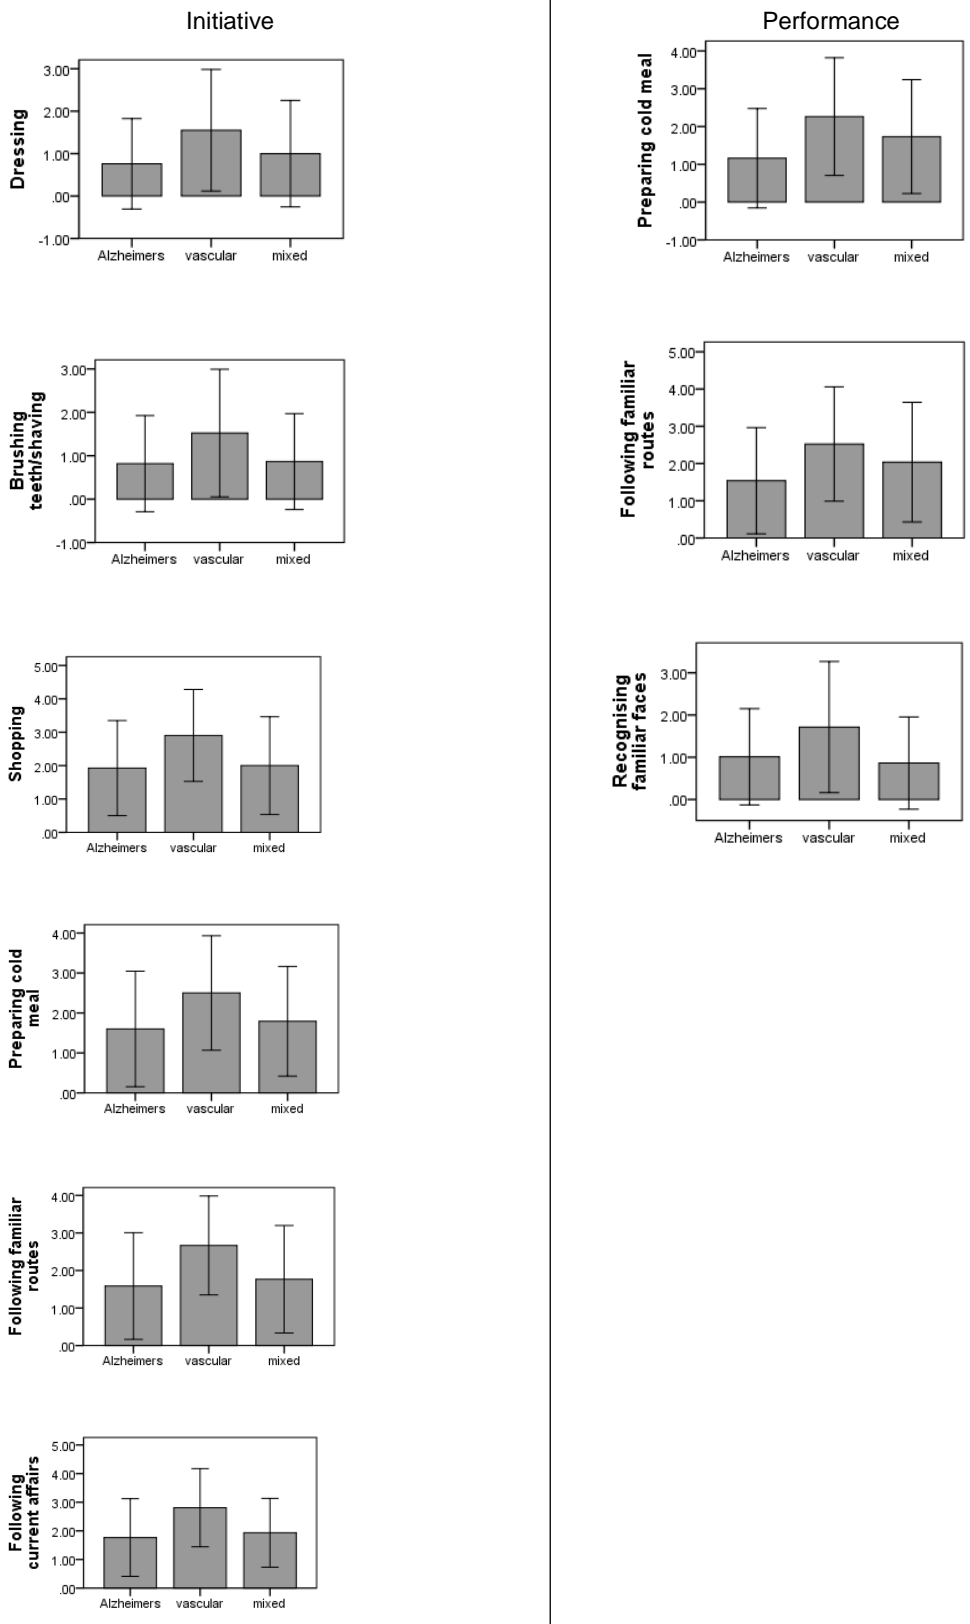 Initiative
Dressing
3.00
2.00
1.00
.00
-1.00
Alzheimers vascular mixed
Brushing
teeth/shaving
3.00
2.00
1.00
.00
-1.00
Alzheimers vascular mixed
Shopping
5.00
4.00
3.00
2.00
1.00
.00
Alzheimers vascular mixed
Preparing cold
meal
4.00
3.00
2.00
1.00
.00
Alzheimers vascular mixed
Following familiar
routes
4.00
3.00
2.00
1.00
.00
Alzheimers vascular mixed
Following
current affairs
5.00
4.00
3.00
2.00
1.00
.00
Alzheimers vascular mixed
Performance
Preparing cold meal
4.00
3.00
2.00
1.00
.00
-1.00
Alzheimers vascular mixed
Following familiar
routes
5.00
4.00
3.00
2.00
1.00
.00
Alzheimers vascular mixed
Recognising
familiar faces
3.00
2.00
1.00
.00
Alzheimers vascular mixed